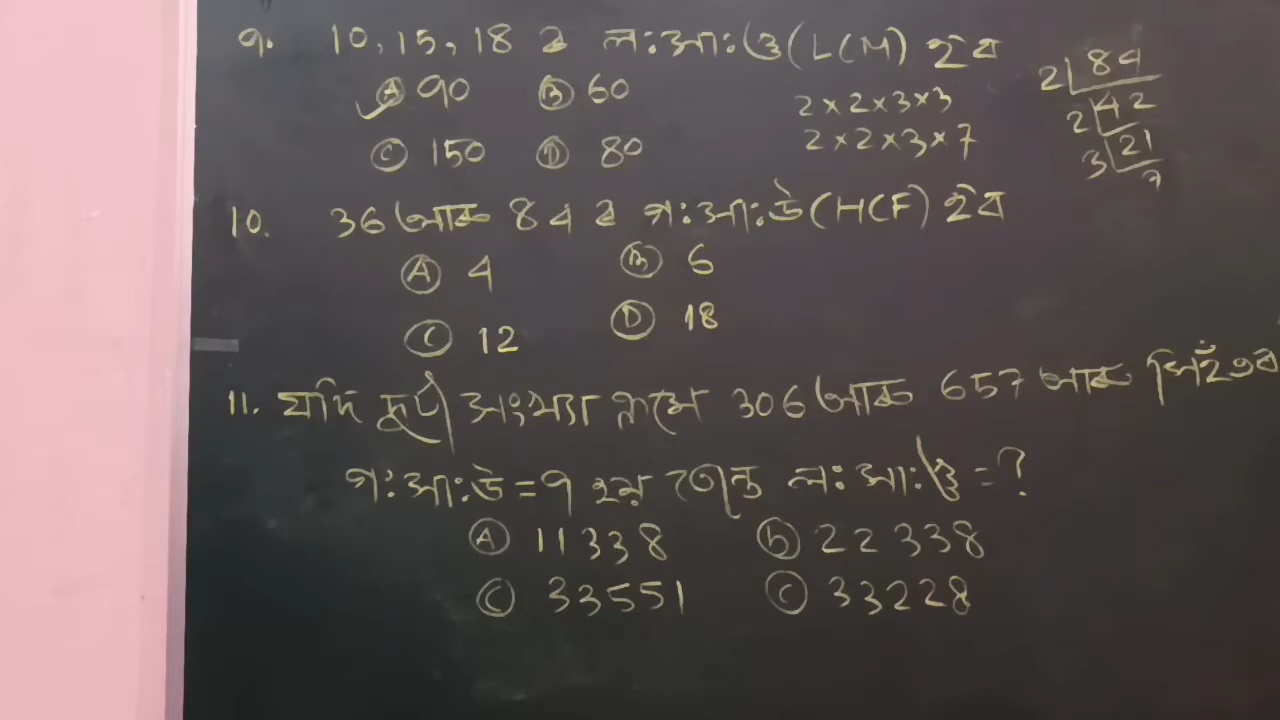 9. 10, 15, 18 ৰ ল:সা:গু (LCM) হ'ব
(A) 90 (B) 60
(C) 150 (D) 80
2×2×3×3
2×2×3×7
2 | 84
2 | 42
3 | 21
7
10. 36 আৰু 84 ৰ গ:সা:উ (HCF) হ'ব
(A) 4 (B) 6
(C) 12 (D) 18
11. যদি দুটা সংখ্যা ক্ৰমে 306 আৰু 657 আৰু সিহঁতৰ
গ:সা:উ = 9 হয় তেন্তে ল:সা:গু = ?
(A) 11338 (b) 22338
(C) 33551 (C) 33228